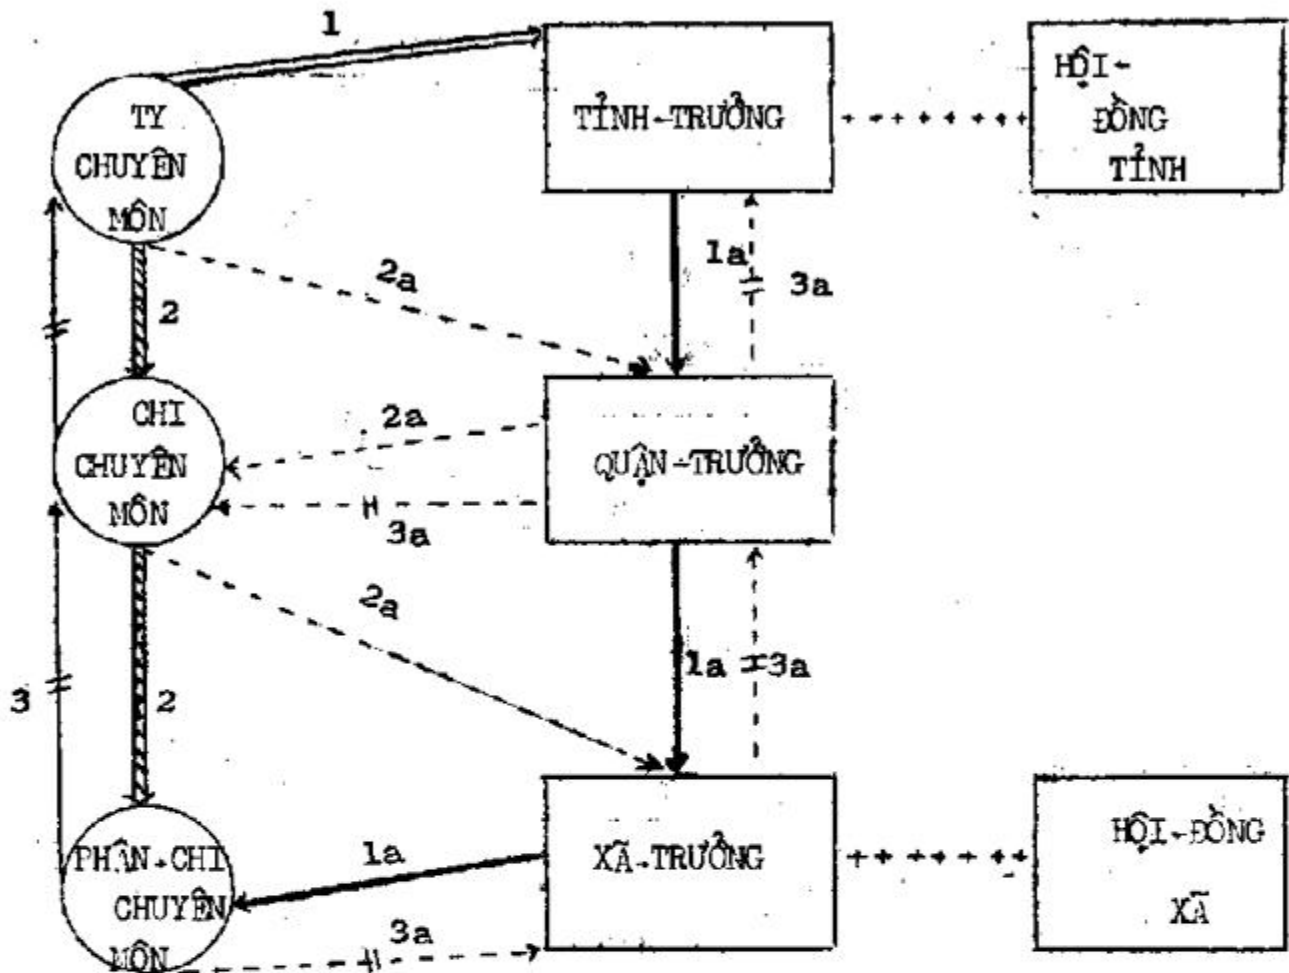 1
TY
CHUYÊN
MÔN
TỈNH-TRƯỞNG
HỘI-
ĐỒNG
TỈNH
1a
3a
2a
2
CHI
CHUYÊN
MÔN
2a
QUẬN-TRƯỞNG
3a
2a
1a
3a
3
2
PHÂN-CHI
CHUYÊN
MÔN
1a
XÃ-TRƯỞNG
HỘI-ĐỒNG
XÃ
3a